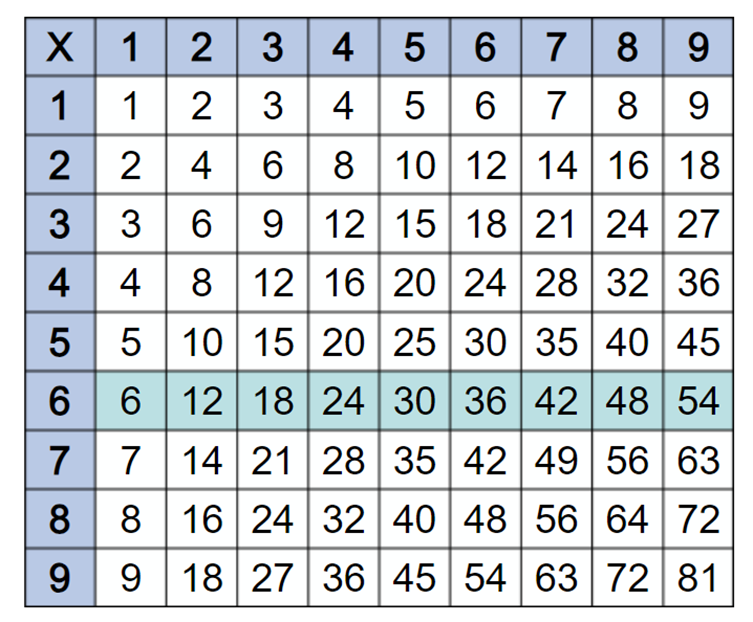 X 1 2 3 4 5 6 7 8 9
1 1 2 3 4 5 6 7 8 9
2 2 4 6 8 10 12 14 16 18
3 3 6 9 12 15 18 21 24 27
4 4 8 12 16 20 24 28 32 36
5 5 10 15 20 25 30 35 40 45
6 6 12 18 24 30 36 42 48 54
7 7 14 21 28 35 42 49 56 63
8 8 16 24 32 40 48 56 64 72
9 9 18 27 36 45 54 63 72 81